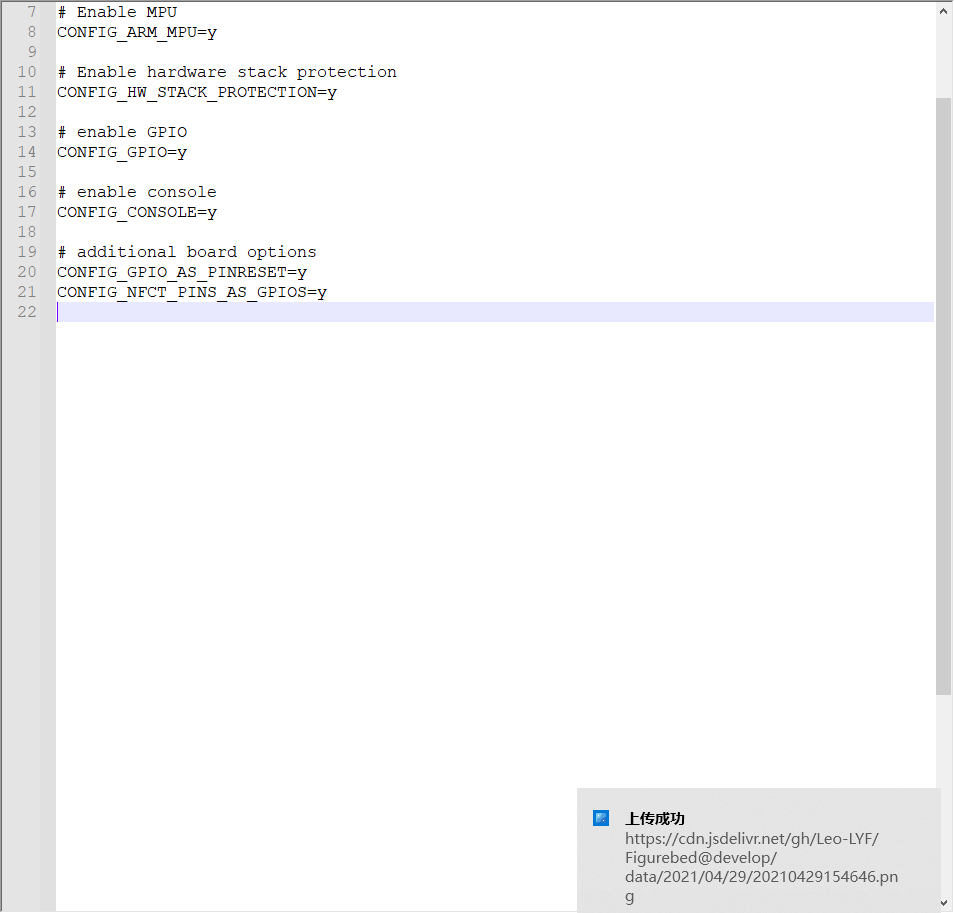 7 # Enable MPU
8 CONFIG_ARM_MPU=y
9
10 # Enable hardware stack protection
11 CONFIG_HW_STACK_PROTECTION=y
12
13 # enable GPIO
14 CONFIG_GPIO=y
15
16 # enable console
17 CONFIG_CONSOLE=y
18
19 # additional board options
20 CONFIG_GPIO_AS_PINRESET=y
21 CONFIG_NFCT_PINS_AS_GPIOS=y
22
上传成功
https://cdn.jsdelivr.net/gh/Leo-LYF/
Figurebed@develop/
data/2021/04/29/20210429154646.pn
g